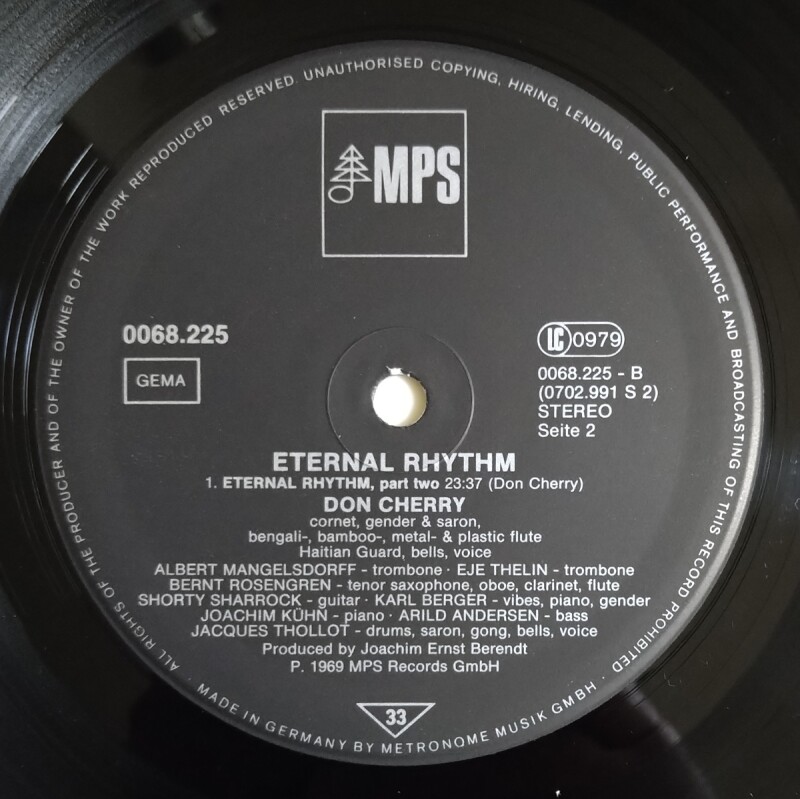 ALL RIGHTS OF THE PRODUCER AND OF THE OWNER OF THE WORK REPRODUCED RESERVED. UNAUTHORISED COPYING, HIRING, LENDING, PUBLIC PERFORMANCE AND BROADCASTING OF THIS RECORD PROHIBITED
MPS
0068.225
GEMA
LC 0979
0068.225 - B
(0702.991 S 2)
STEREO
Seite 2
ETERNAL RHYTHM
1. ETERNAL RHYTHM, part two 23:37 (Don Cherry)
DON CHERRY
cornet, gender & saron,
bengali-, bamboo-, metal- & plastic flute
Haitian Guard, bells, voice
ALBERT MANGELSDORFF - trombone · EJE THELIN - trombone
BERNT ROSENGREN - tenor saxophone, oboe, clarinet, flute
SHORTY SHARROCK - guitar · KARL BERGER - vibes, piano, gender
JOACHIM KÜHN - piano · ARILD ANDERSEN - bass
JACQUES THOLLOT - drums, saron, gong, bells, voice
Produced by Joachim Ernst Berendt
P. 1969 MPS Records GmbH
33
· MADE IN GERMANY BY METRONOME MUSIK GMBH ·